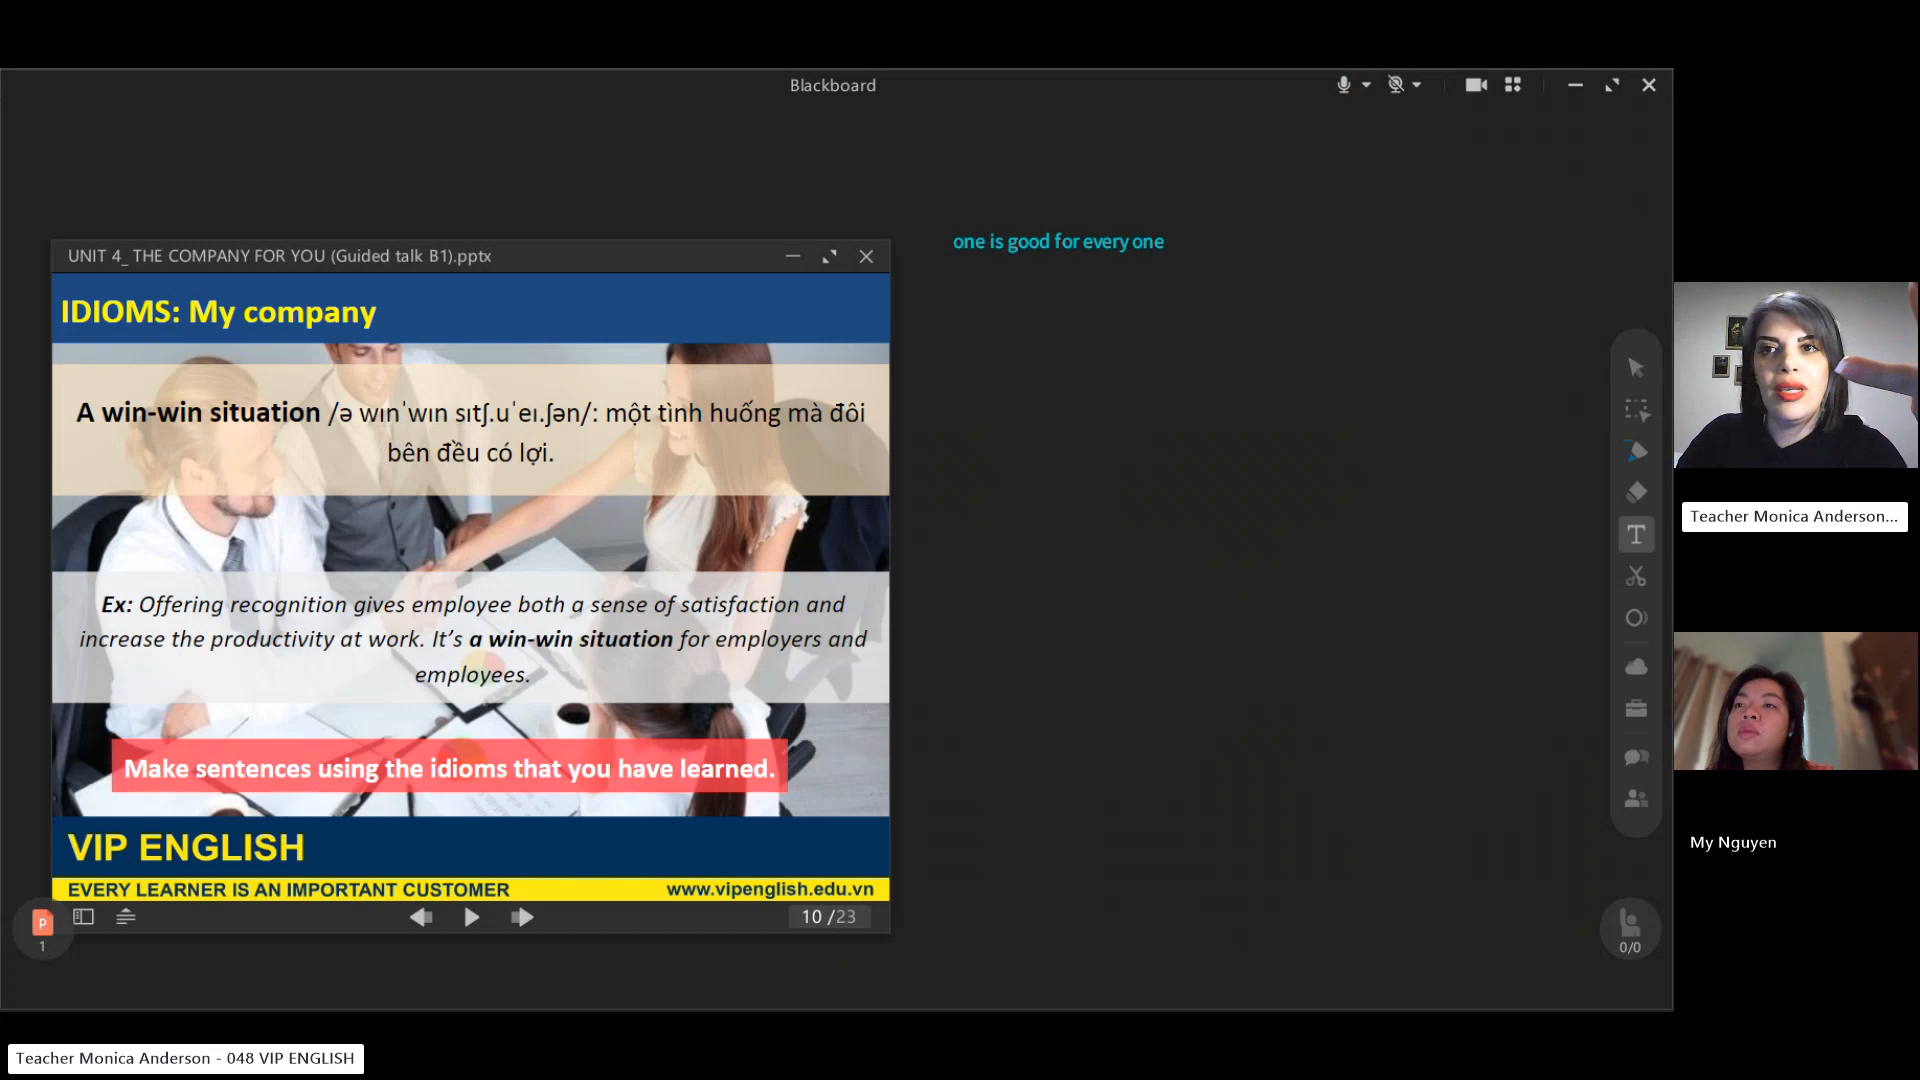 Blackboard
UNIT 4_ THE COMPANY FOR YOU (Guided talk B1).pptx
IDIOMS: My company
A win-win situation /ə wɪnˈwɪn sɪtʃ.uˈeɪ.ʃən/: một tình huống mà đôi
bên đều có lợi.
Ex: Offering recognition gives employee both a sense of satisfaction and
increase the productivity at work. It's a win-win situation for employers and
employees.
Make sentences using the idioms that you have learned.
VIP ENGLISH
EVERY LEARNER IS AN IMPORTANT CUSTOMER www.vipenglish.edu.vn
10 /23
P
1
one is good for every one
T
0/0
Teacher Monica Anderson...
My Nguyen
Teacher Monica Anderson - 048 VIP ENGLISH